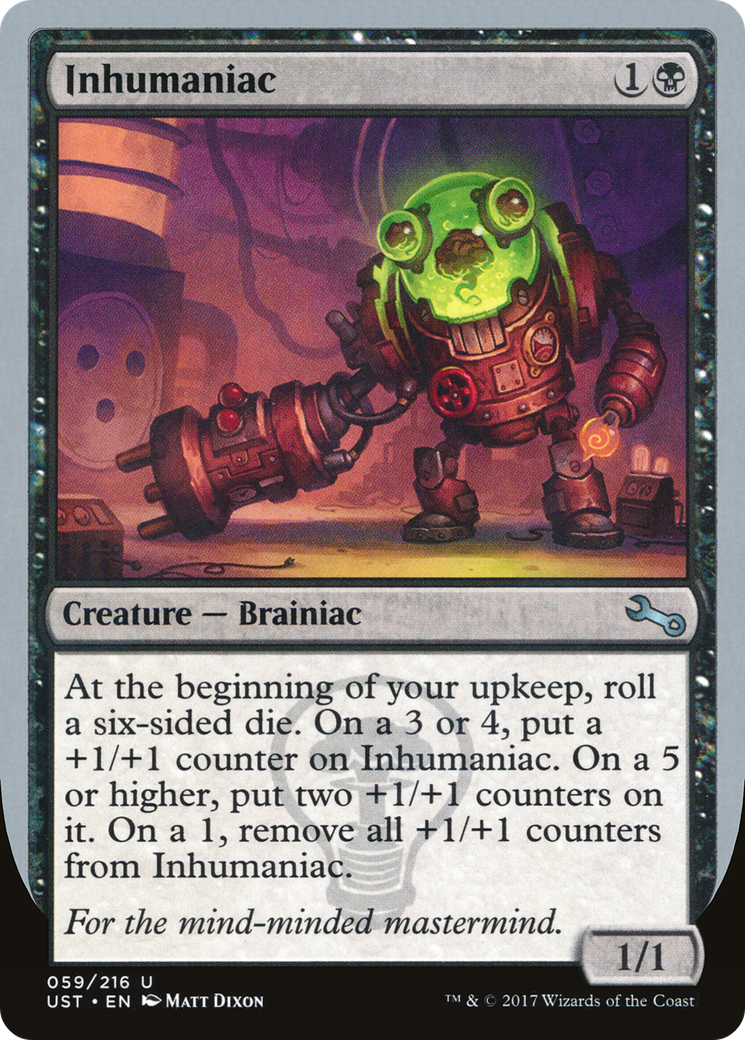 Inhumaniac 1
Creature — Brainiac
At the beginning of your upkeep, roll
a six-sided die. On a 3 or 4, put a
+1/+1 counter on Inhumaniac. On a 5
or higher, put two +1/+1 counters on
it. On a 1, remove all +1/+1 counters
from Inhumaniac.
For the mind-minded mastermind.
1/1
059/216 U
UST • EN Matt Dixon
™ & © 2017 Wizards of the Coast